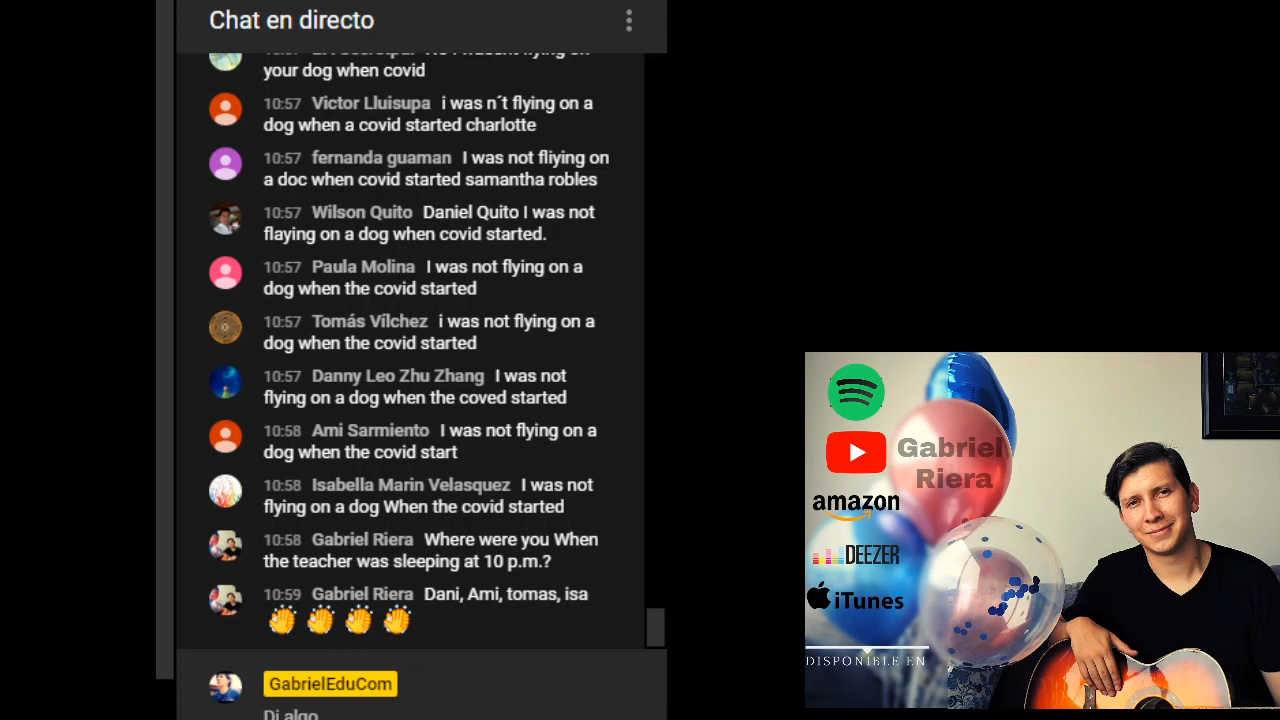 Chat en directo
your dog when covid
10:57 Victor Lluisupa i was n´t flying on a
dog when a covid started charlotte
10:57 fernanda guaman I was not fliying on
a doc when covid started samantha robles
10:57 Wilson Quito Daniel Quito I was not
flaying on a dog when covid started.
10:57 Paula Molina I was not flying on a
dog when the covid started
10:57 Tomás Vílchez i was not flying on a
dog when the covid started
10:57 Danny Leo Zhu Zhang I was not
flying on a dog when the coved started
10:58 Ami Sarmiento I was not flying on a
dog when the covid start
10:58 Isabella Marin Velasquez I was not
flying on a dog When the covid started
10:58 Gabriel Riera Where were you When
the teacher was sleeping at 10 p.m.?
10:59 Gabriel Riera Dani, Ami, tomas, isa
👏 👏 👏 👏
GabrielEduCom
Di algo
Gabriel
Riera
amazon
DEEZER
iTunes
DISPONIBLE EN